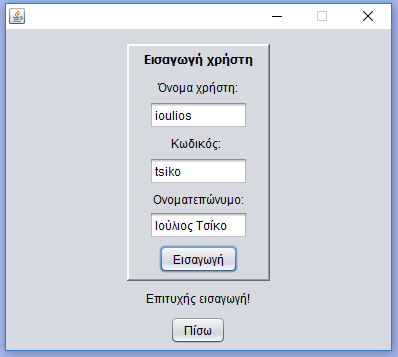 Εισαγωγή χρήστη
Όνομα χρήστη:
ioulios
Κωδικός:
tsiko
Ονοματεπώνυμο:
Ιούλιος Τσίκο
Εισαγωγή
Επιτυχής εισαγωγή!
Πίσω